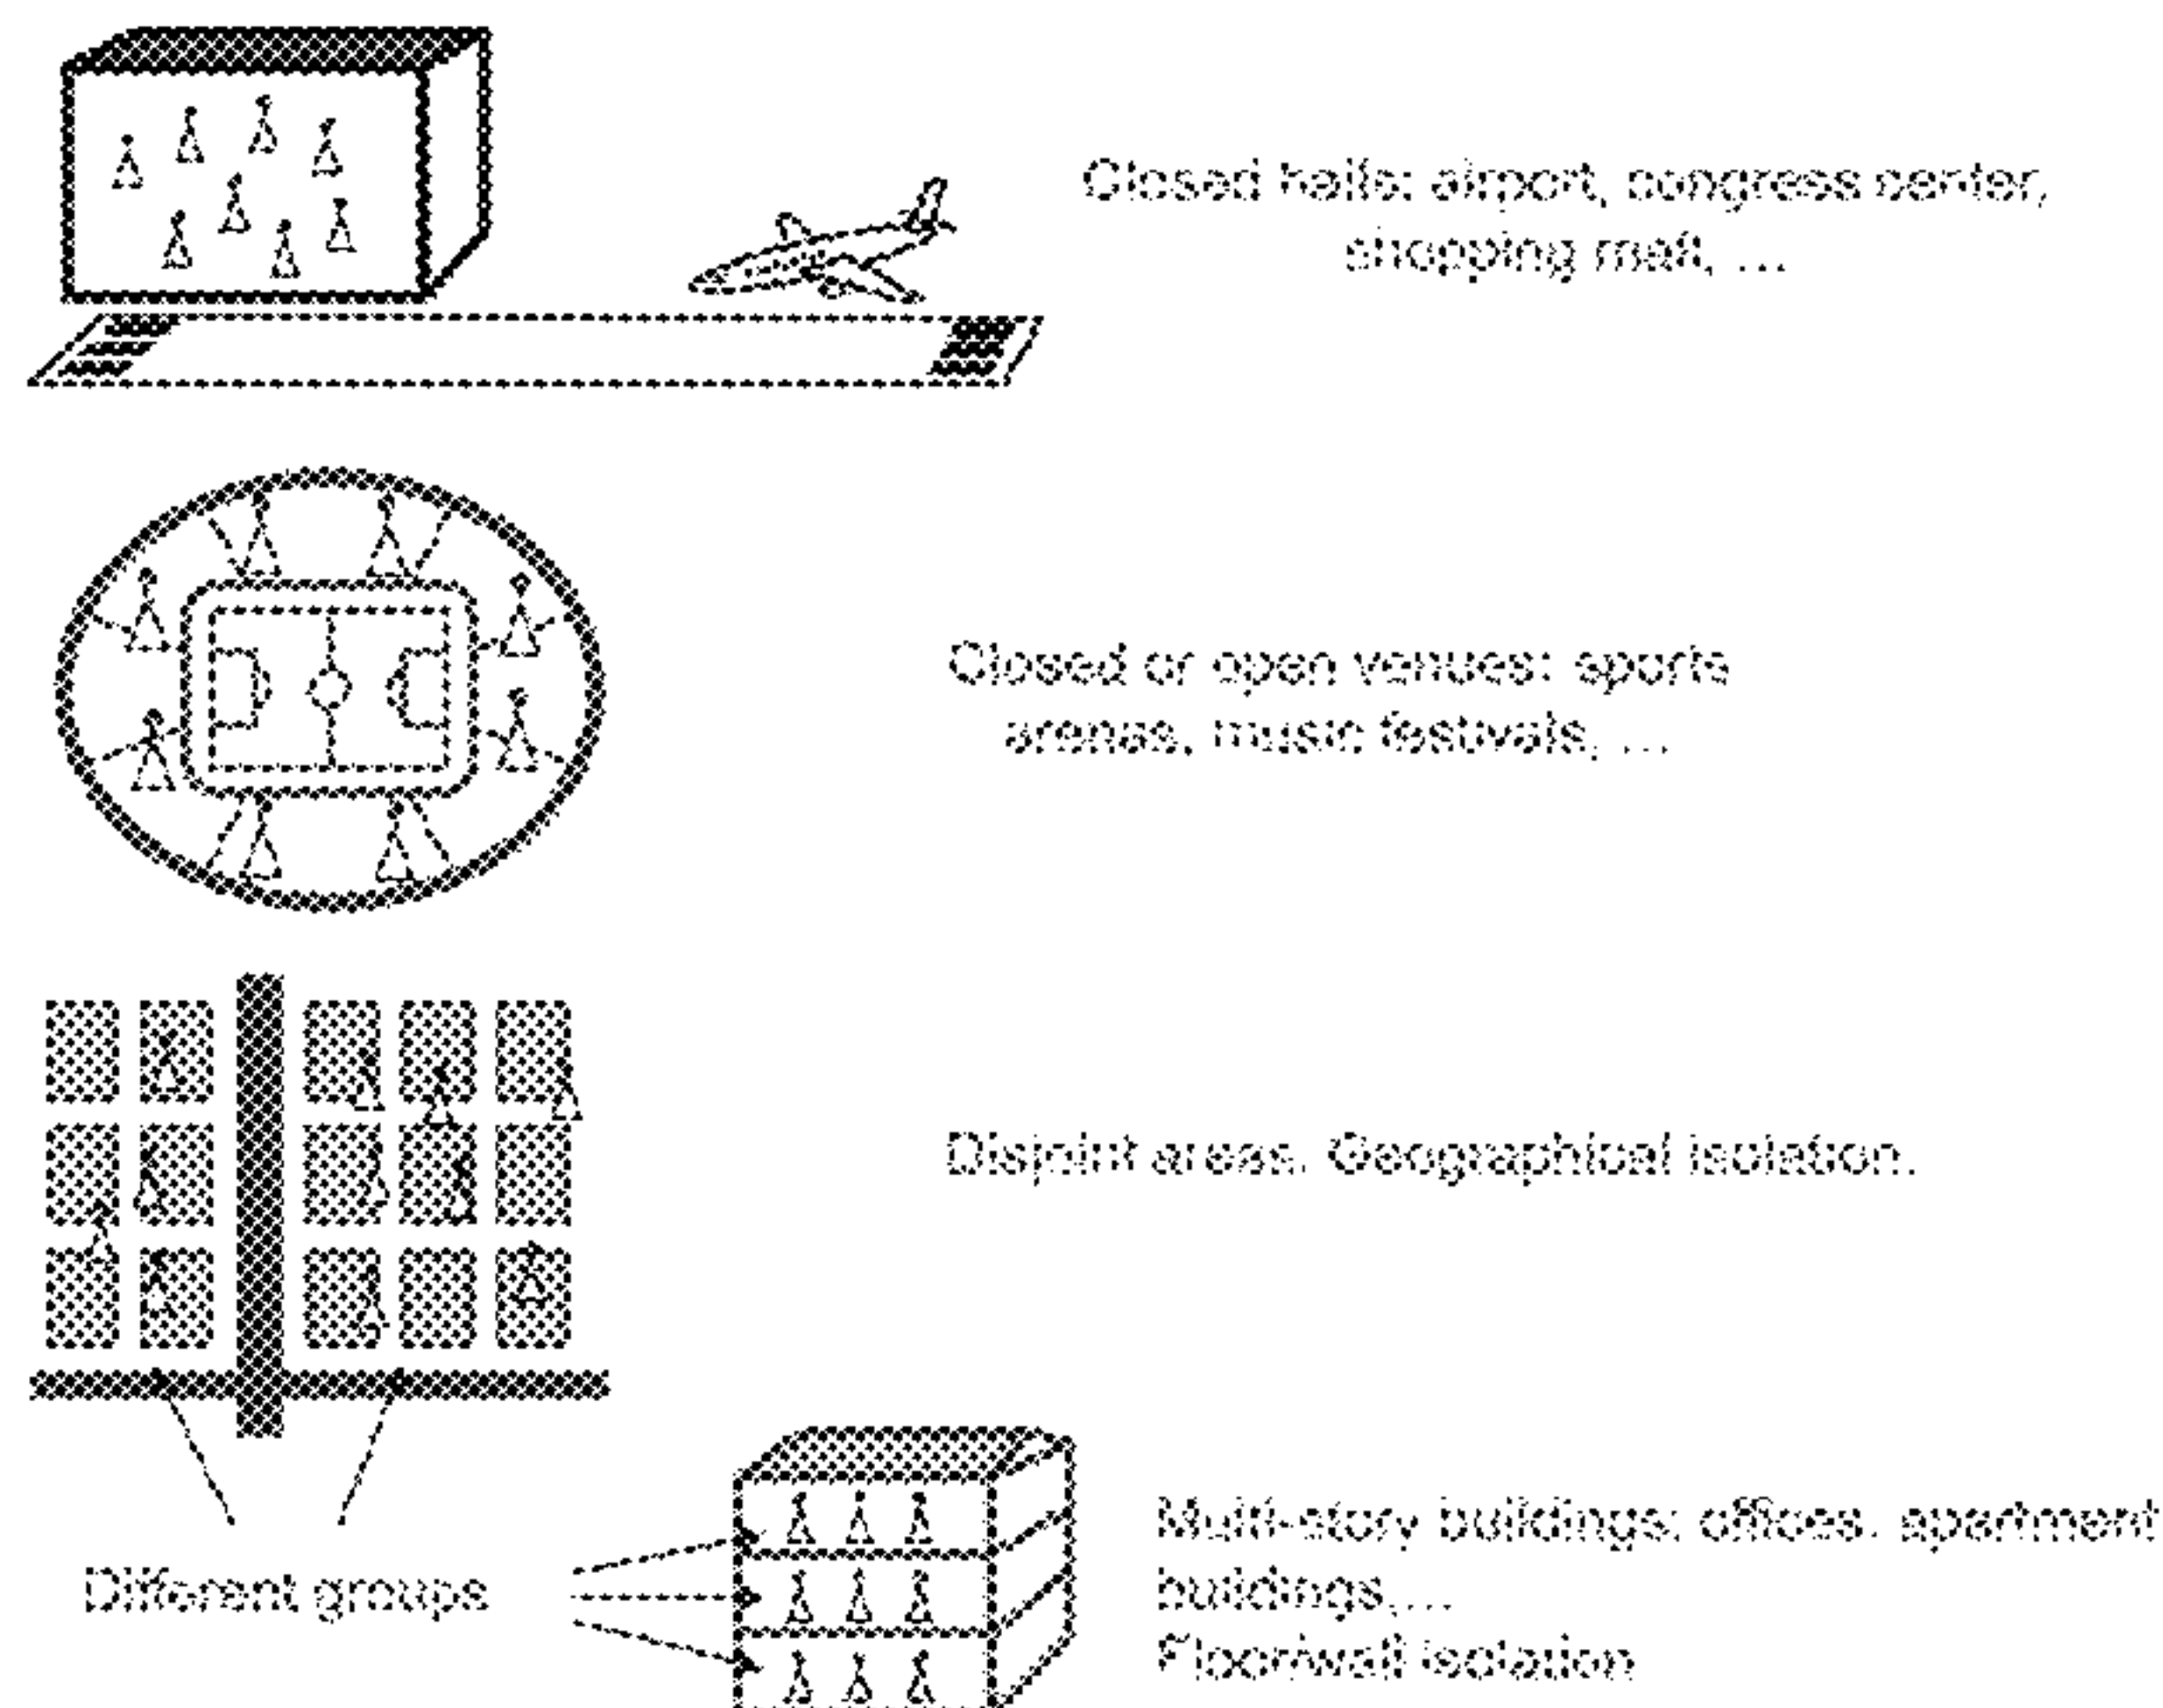 Closed halls: airport, congress center,
shopping mall, ...
Closed or open venues: sports
arenas, music festivals, ...
Disjoint areas. Geographical isolation.
Different groups
Multi-story buildings: offices, apartment
buildings,...
Floor/wall isolation